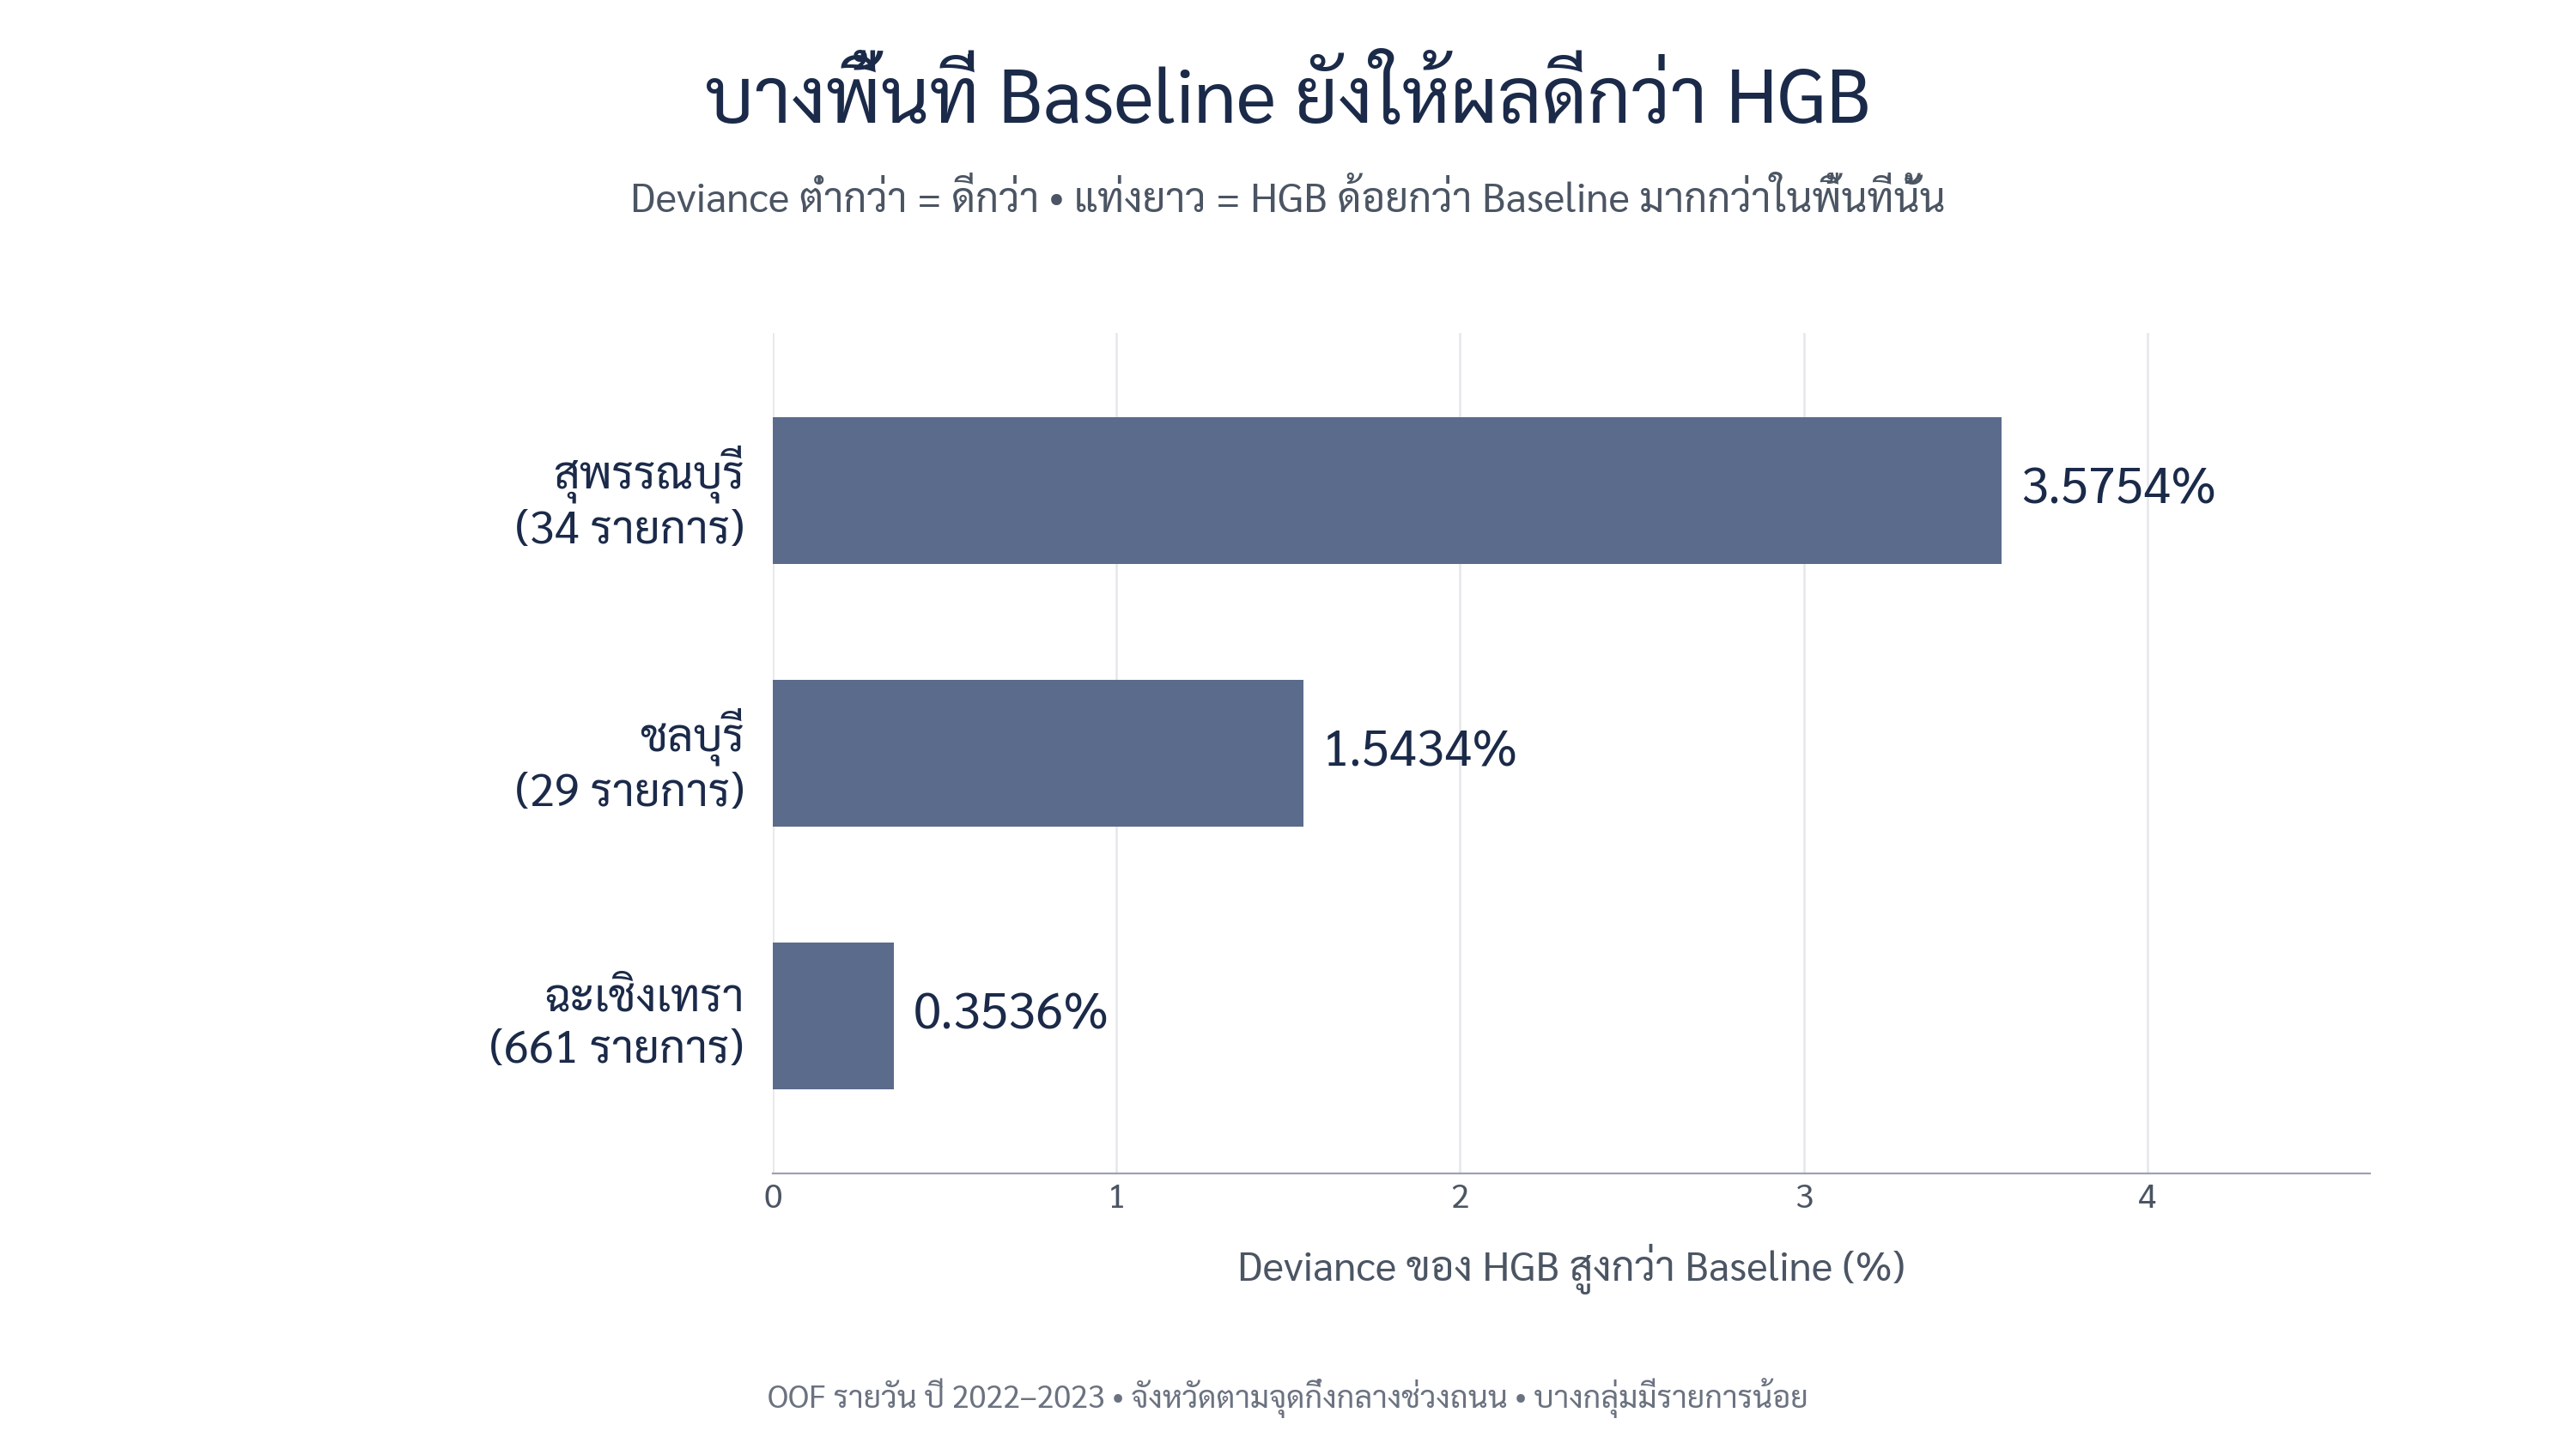 บางพื้นที่ Baseline ยังให้ผลดีกว่า HGB
Deviance ต่ำกว่า = ดีกว่า • แท่งยาว = HGB ด้อยกว่า Baseline มากกว่าในพื้นที่นั้น
สุพรรณบุรี
(34 รายการ)
3.5754%
ชลบุรี
(29 รายการ)
1.5434%
ฉะเชิงเทรา
(661 รายการ)
0.3536%
0 1 2 3 4
Deviance ของ HGB สูงกว่า Baseline (%)
OOF รายวัน ปี 2022–2023 • จังหวัดตามจุดกึ่งกลางช่วงถนน • บางกลุ่มมีรายการน้อย